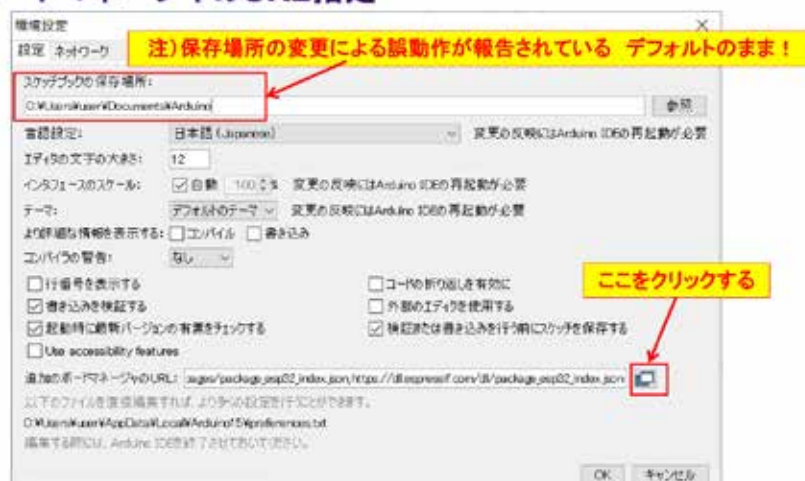 環境設定
設定 ネットワーク
注)保存場所の変更による誤動作が報告されている デフォルトのまま!
スケッチブックの保存場所:
C:¥Users¥user¥Documents¥Arduino
参照
言語設定: 日本語 (Japanese) 変更の反映にはArduino IDEの再起動が必要
エディタの文字の大きさ: 12
インタフェースのスケール: 自動 100 % 変更の反映にはArduino IDEの再起動が必要
テーマ: デフォルトのテーマ 変更の反映にはArduino IDEの再起動が必要
より詳細な情報を表示する: コンパイル 書き込み
コンパイラの警告: なし
行番号を表示する コードの折り返しを有効に
ここをクリックする
書き込みを検証する 外部のエディタを使用する
起動時に最新バージョンの有無をチェックする 検証または書き込みを行う前にスケッチを保存する
Use accessibility features
追加のボードマネージャのURL: pages/package_esp32_index.json,https://dl.espressif.com/dl/package_esp32_index.json
以下のファイルを直接編集すれば、より多くの設定を行うことができます。
C:¥Users¥user¥AppData¥Local¥Arduino15¥preferences.txt
編集する際には、Arduino IDEを終了させておいてください。
OK キャンセル